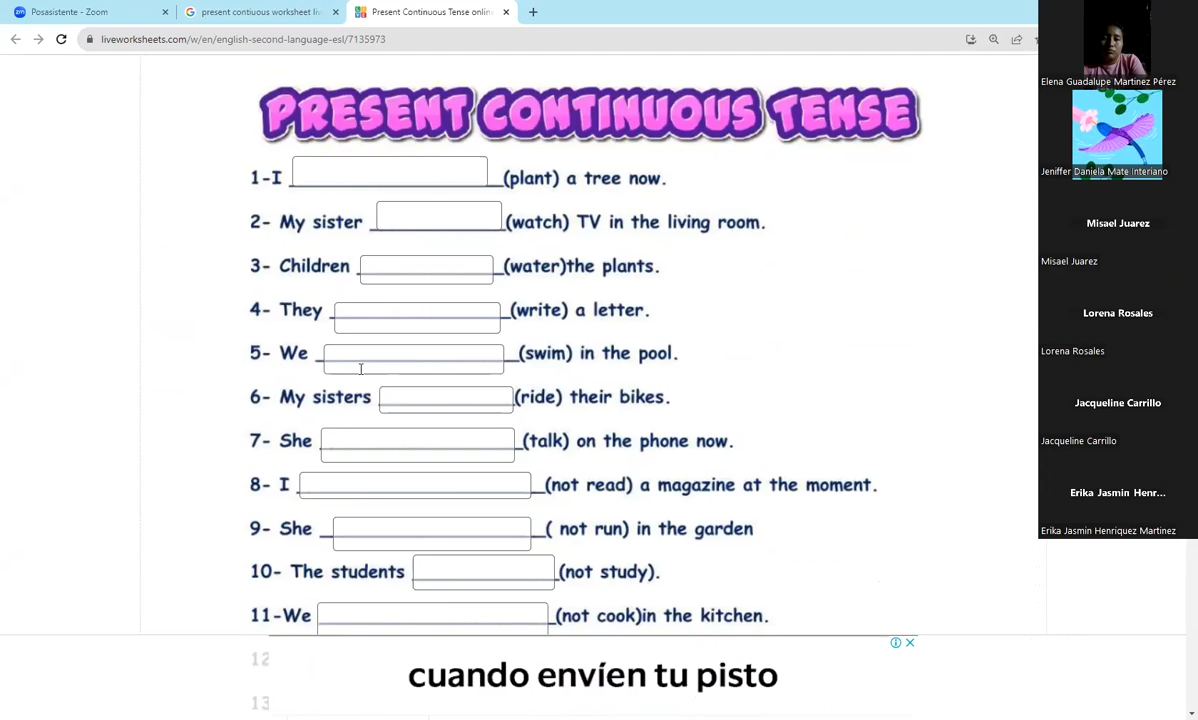 Posasistente - Zoom
present contiuous worksheet liv
Present Continuous Tense onlin
liveworksheets.com/w/en/english-second-language-esl/7135973
PRESENT CONTINUOUS TENSE
1-I (plant) a tree now.
2- My sister (watch) TV in the living room.
3- Children (water)the plants.
4- They (write) a letter.
5- We (swim) in the pool.
6- My sisters (ride) their bikes.
7- She (talk) on the phone now.
8- I (not read) a magazine at the moment.
9- She ( not run) in the garden
10- The students (not study).
11-We (not cook)in the kitchen.
12
13
cuando envíen tu pisto
Elena Guadalupe Martinez Pérez
Jeniffer Daniela Mate Interiano
Misael Juarez
Misael Juarez
Lorena Rosales
Lorena Rosales
Jacqueline Carrillo
Jacqueline Carrillo
Erika Jasmin Henr...
Erika Jasmin Henriquez Martinez